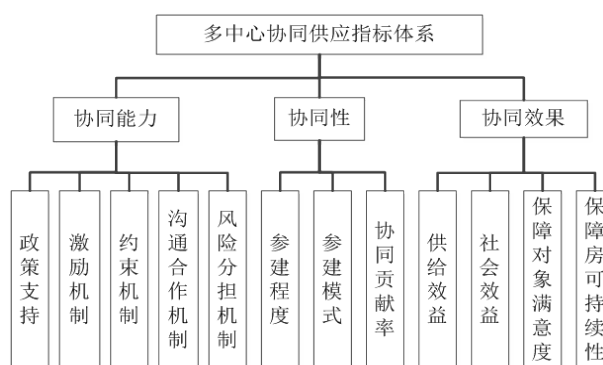 多中心协同供应指标体系
协同能力
协同性
协同效果
政策支持
激励机制
约束机制
沟通合作机制
风险分担机制
参建程度
参建模式
协同贡献率
供给效益
社会效益
保障对象满意度
保障房可持续性